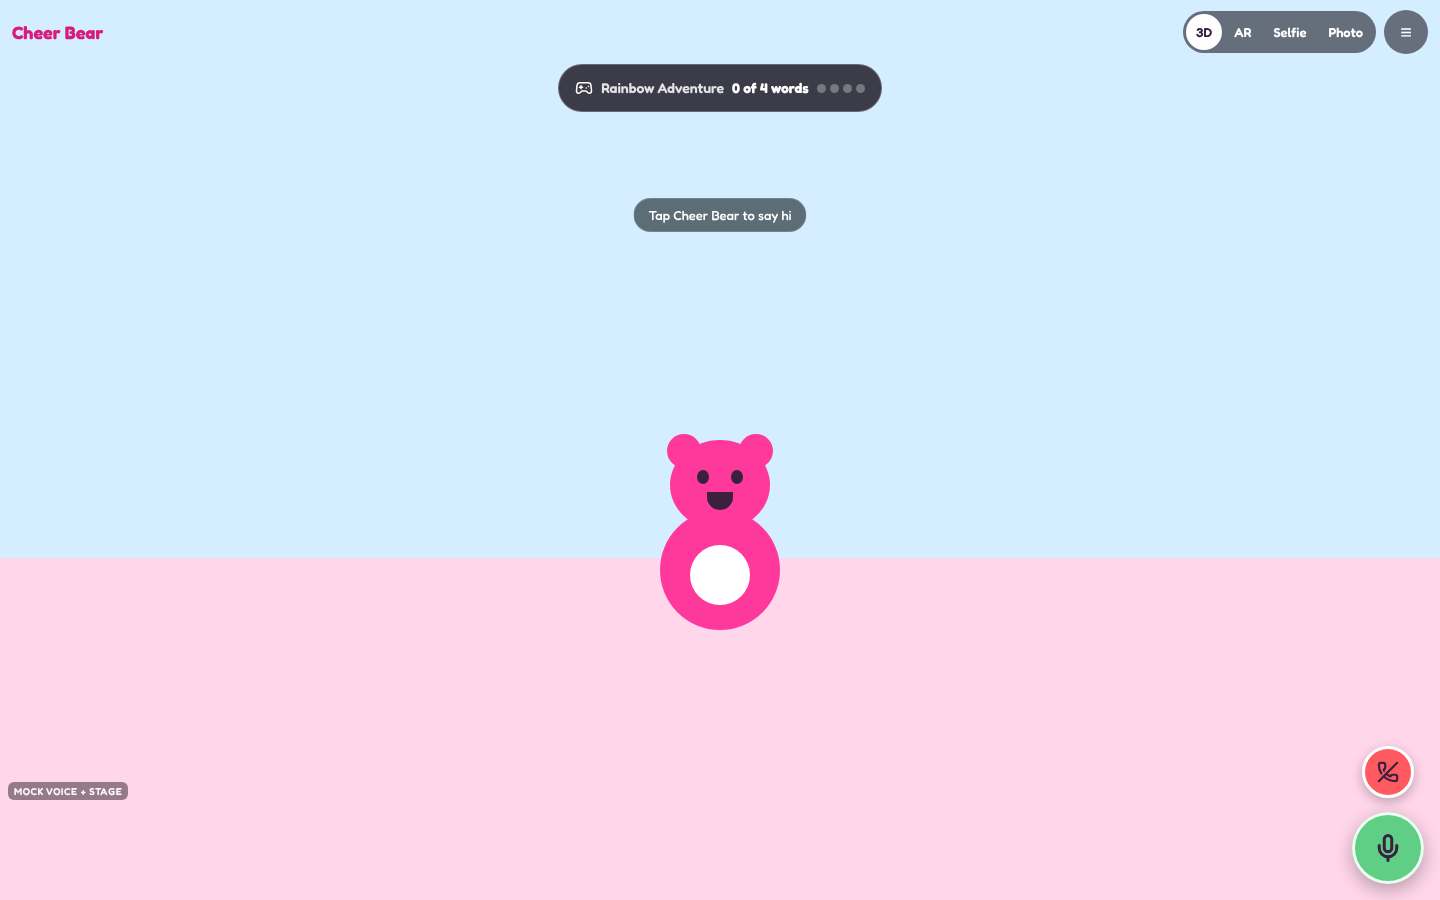 Cheer Bear
3D AR Selfie Photo
Rainbow Adventure 0 of 4 words
Tap Cheer Bear to say hi
MOCK VOICE + STAGE